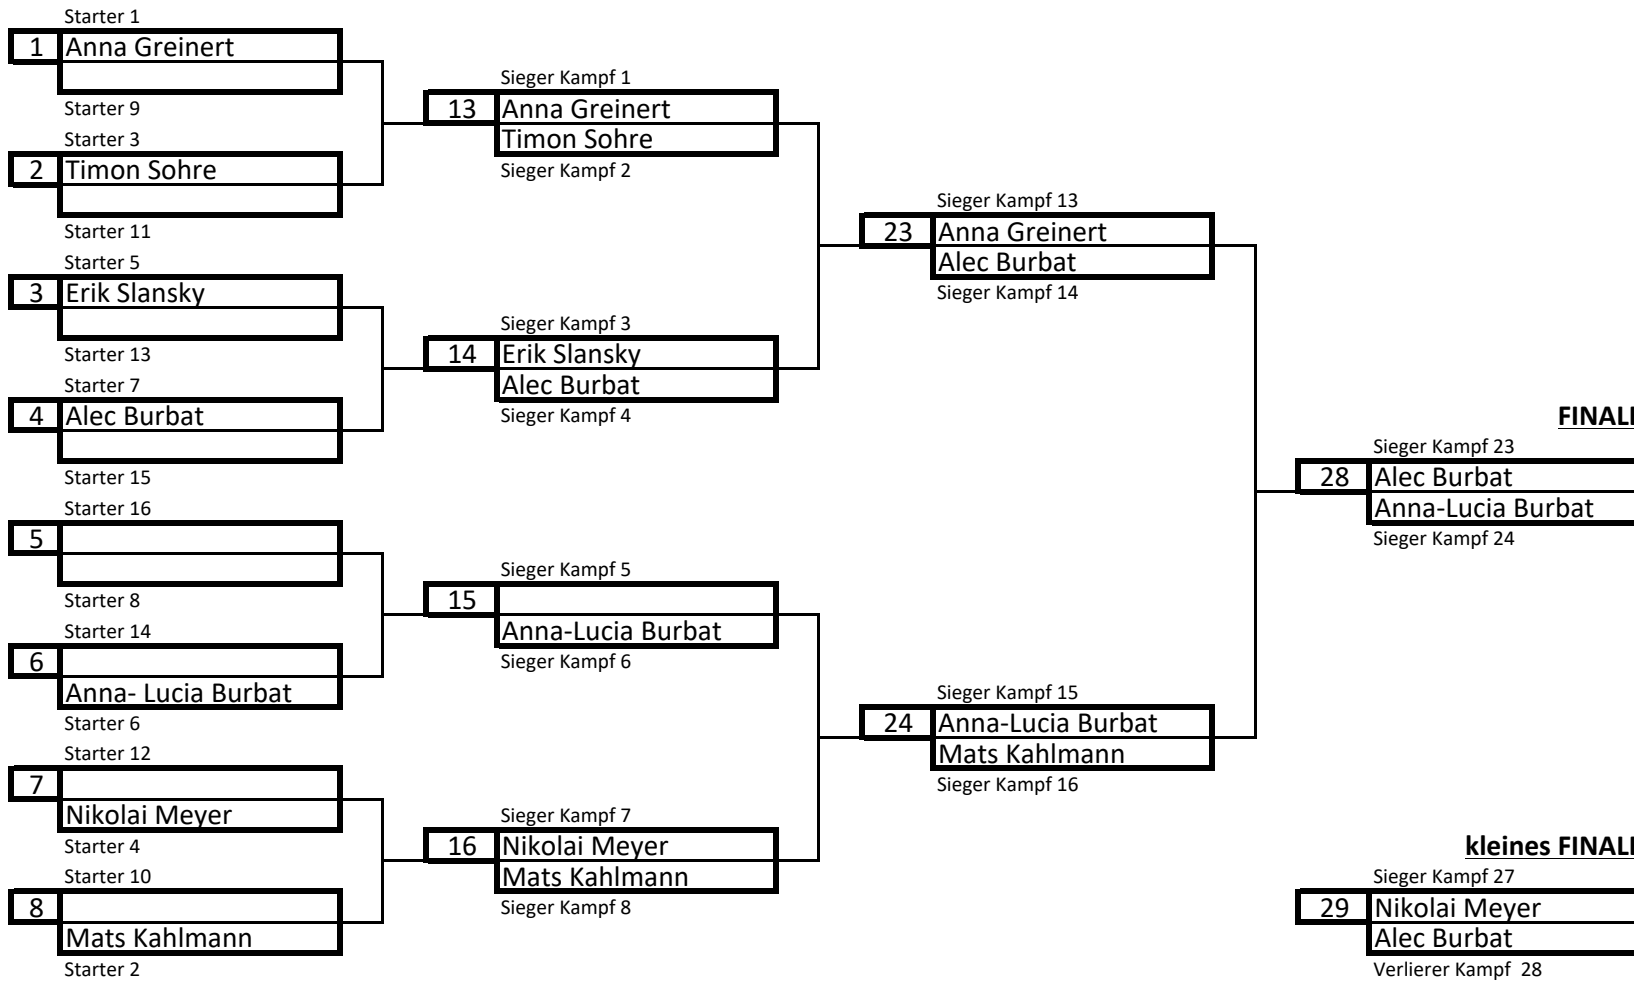 Starter 1
1 Anna Greinert
Starter 9
Starter 3
2 Timon Sohre
Starter 11
Starter 5
3 Erik Slansky
Starter 13
Starter 7
4 Alec Burbat
Starter 15
Starter 16
5
Starter 8
Starter 14
6
Anna- Lucia Burbat
Starter 6
Starter 12
7
Nikolai Meyer
Starter 4
Starter 10
8
Mats Kahlmann
Starter 2
Sieger Kampf 1
13 Anna Greinert
Timon Sohre
Sieger Kampf 2
Sieger Kampf 3
14 Erik Slansky
Alec Burbat
Sieger Kampf 4
Sieger Kampf 5
15
Anna-Lucia Burbat
Sieger Kampf 6
Sieger Kampf 7
16 Nikolai Meyer
Mats Kahlmann
Sieger Kampf 8
Sieger Kampf 13
23 Anna Greinert
Alec Burbat
Sieger Kampf 14
Sieger Kampf 15
24 Anna-Lucia Burbat
Mats Kahlmann
Sieger Kampf 16
FINALE
Sieger Kampf 23
28 Alec Burbat
Anna-Lucia Burbat
Sieger Kampf 24
kleines FINALE
Sieger Kampf 27
29 Nikolai Meyer
Alec Burbat
Verlierer Kampf 28